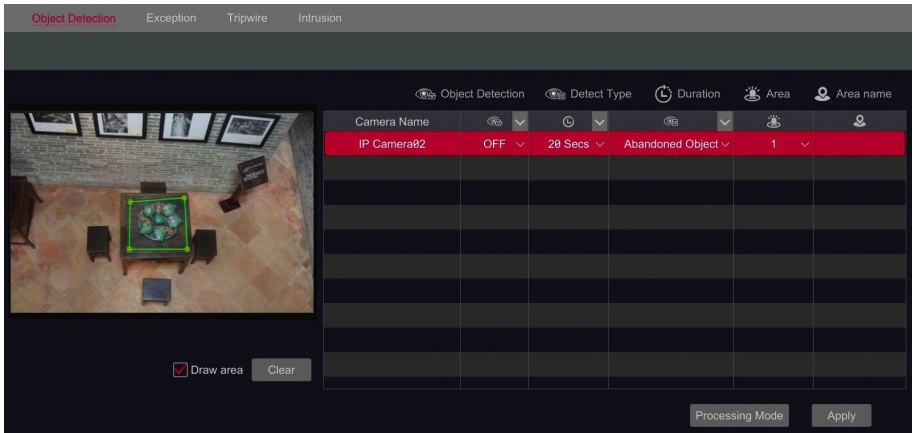 Object Detection Exception Tripwire Intrusion
Object Detection Detect Type Duration Area Area name
Camera Name
IP Camera02 OFF 20 Secs Abandoned Object 1
Draw area Clear
Processing Mode Apply